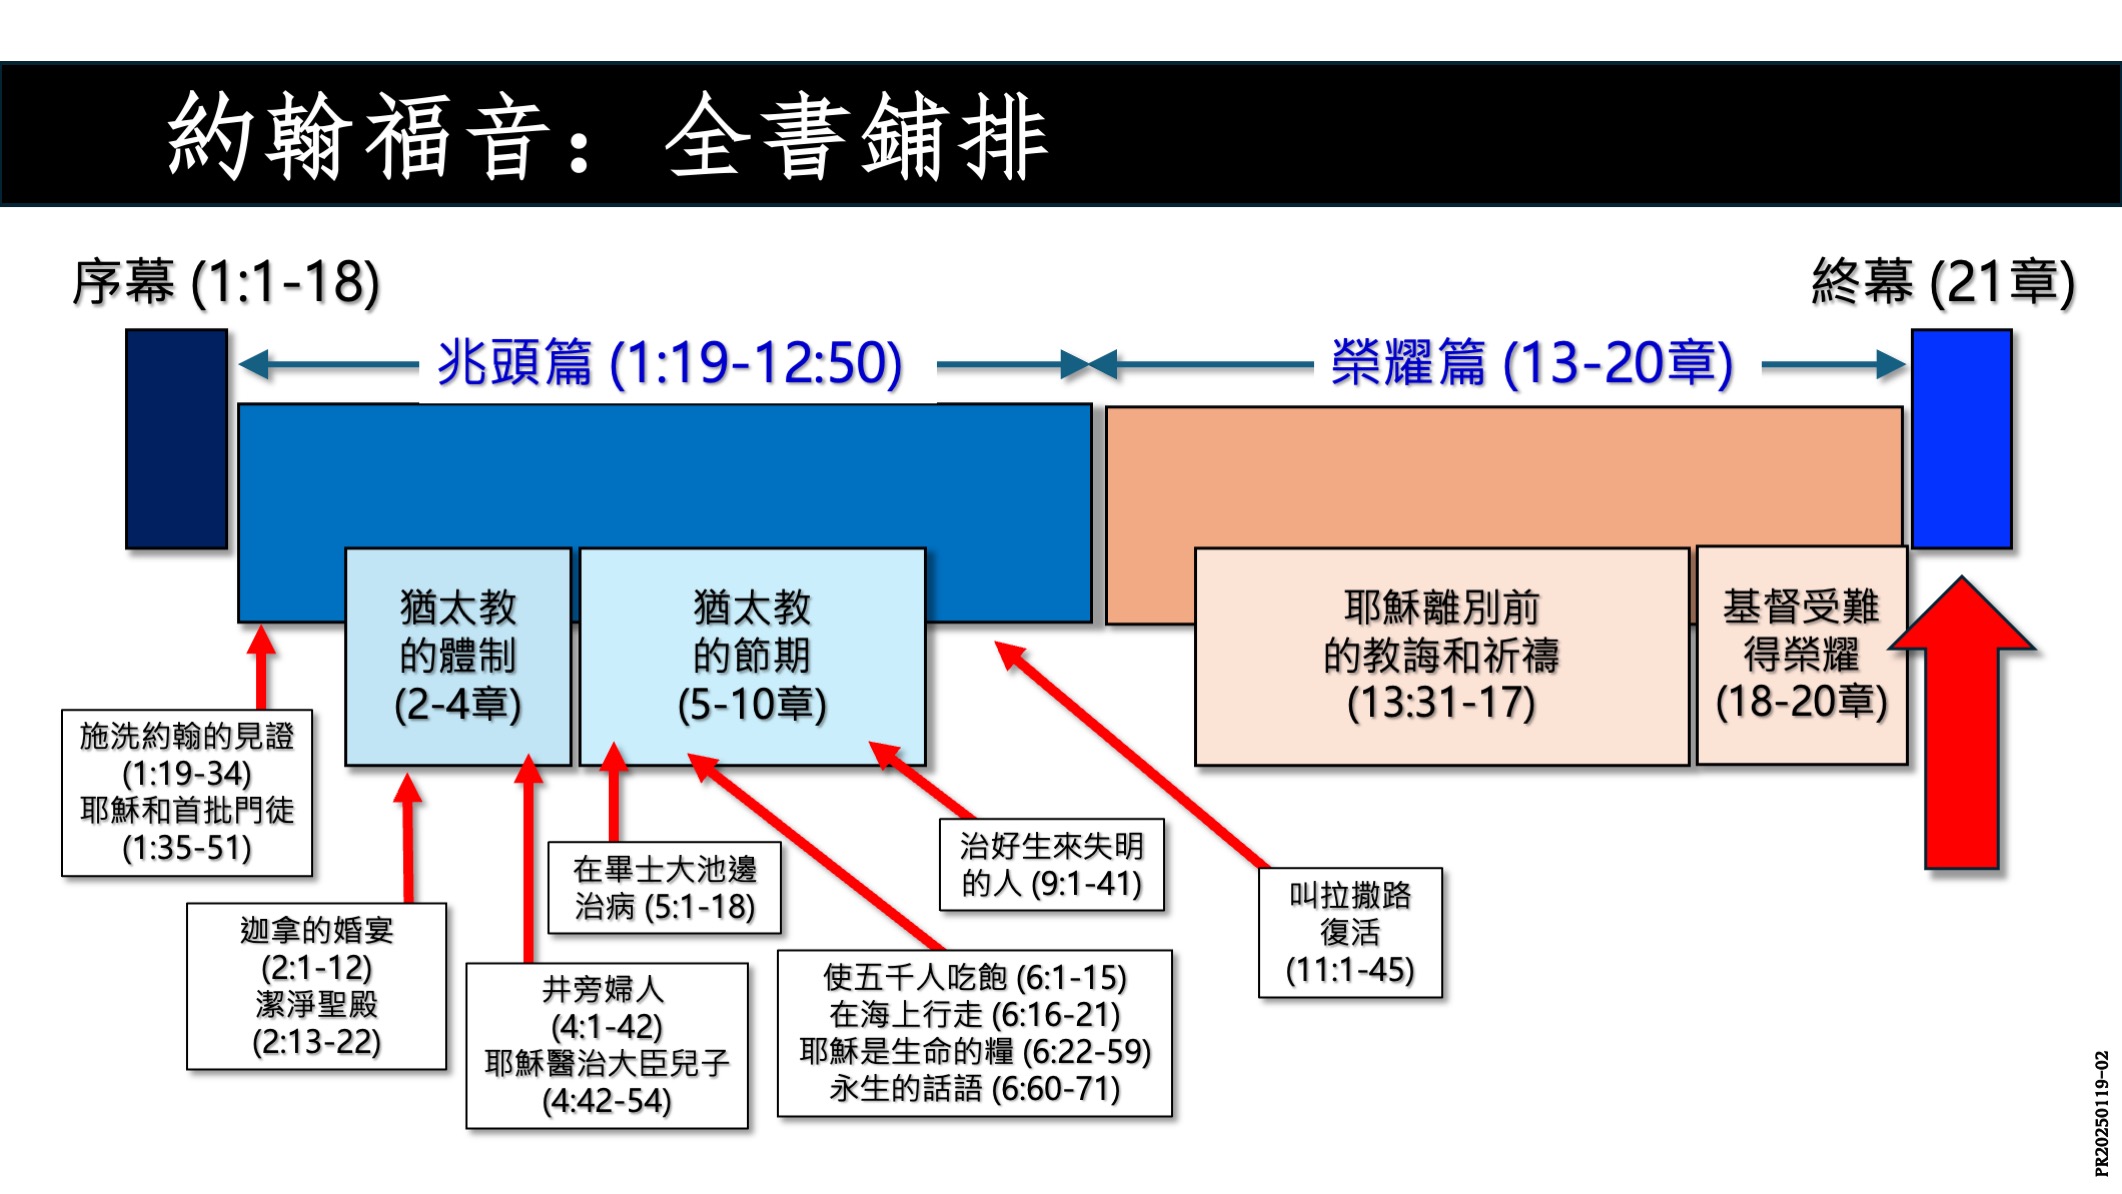 約翰福音：全書鋪排
序幕 (1:1-18)
終幕 (21章)
兆頭篇 (1:19-12:50)
榮耀篇 (13-20章)
猶太教
的體制
(2-4章)
猶太教
的節期
(5-10章)
耶穌離別前
的教誨和祈禱
(13:31-17)
基督受難
得榮耀
(18-20章)
施洗約翰的見證
(1:19-34)
耶穌和首批門徒
(1:35-51)
迦拿的婚宴
(2:1-12)
潔淨聖殿
(2:13-22)
井旁婦人
(4:1-42)
耶穌醫治大臣兒子
(4:42-54)
在畢士大池邊
治病 (5:1-18)
使五千人吃飽 (6:1-15)
在海上行走 (6:16-21)
耶穌是生命的糧 (6:22-59)
永生的話語 (6:60-71)
治好生來失明
的人 (9:1-41)
叫拉撒路
復活
(11:1-45)
PR20250119-02